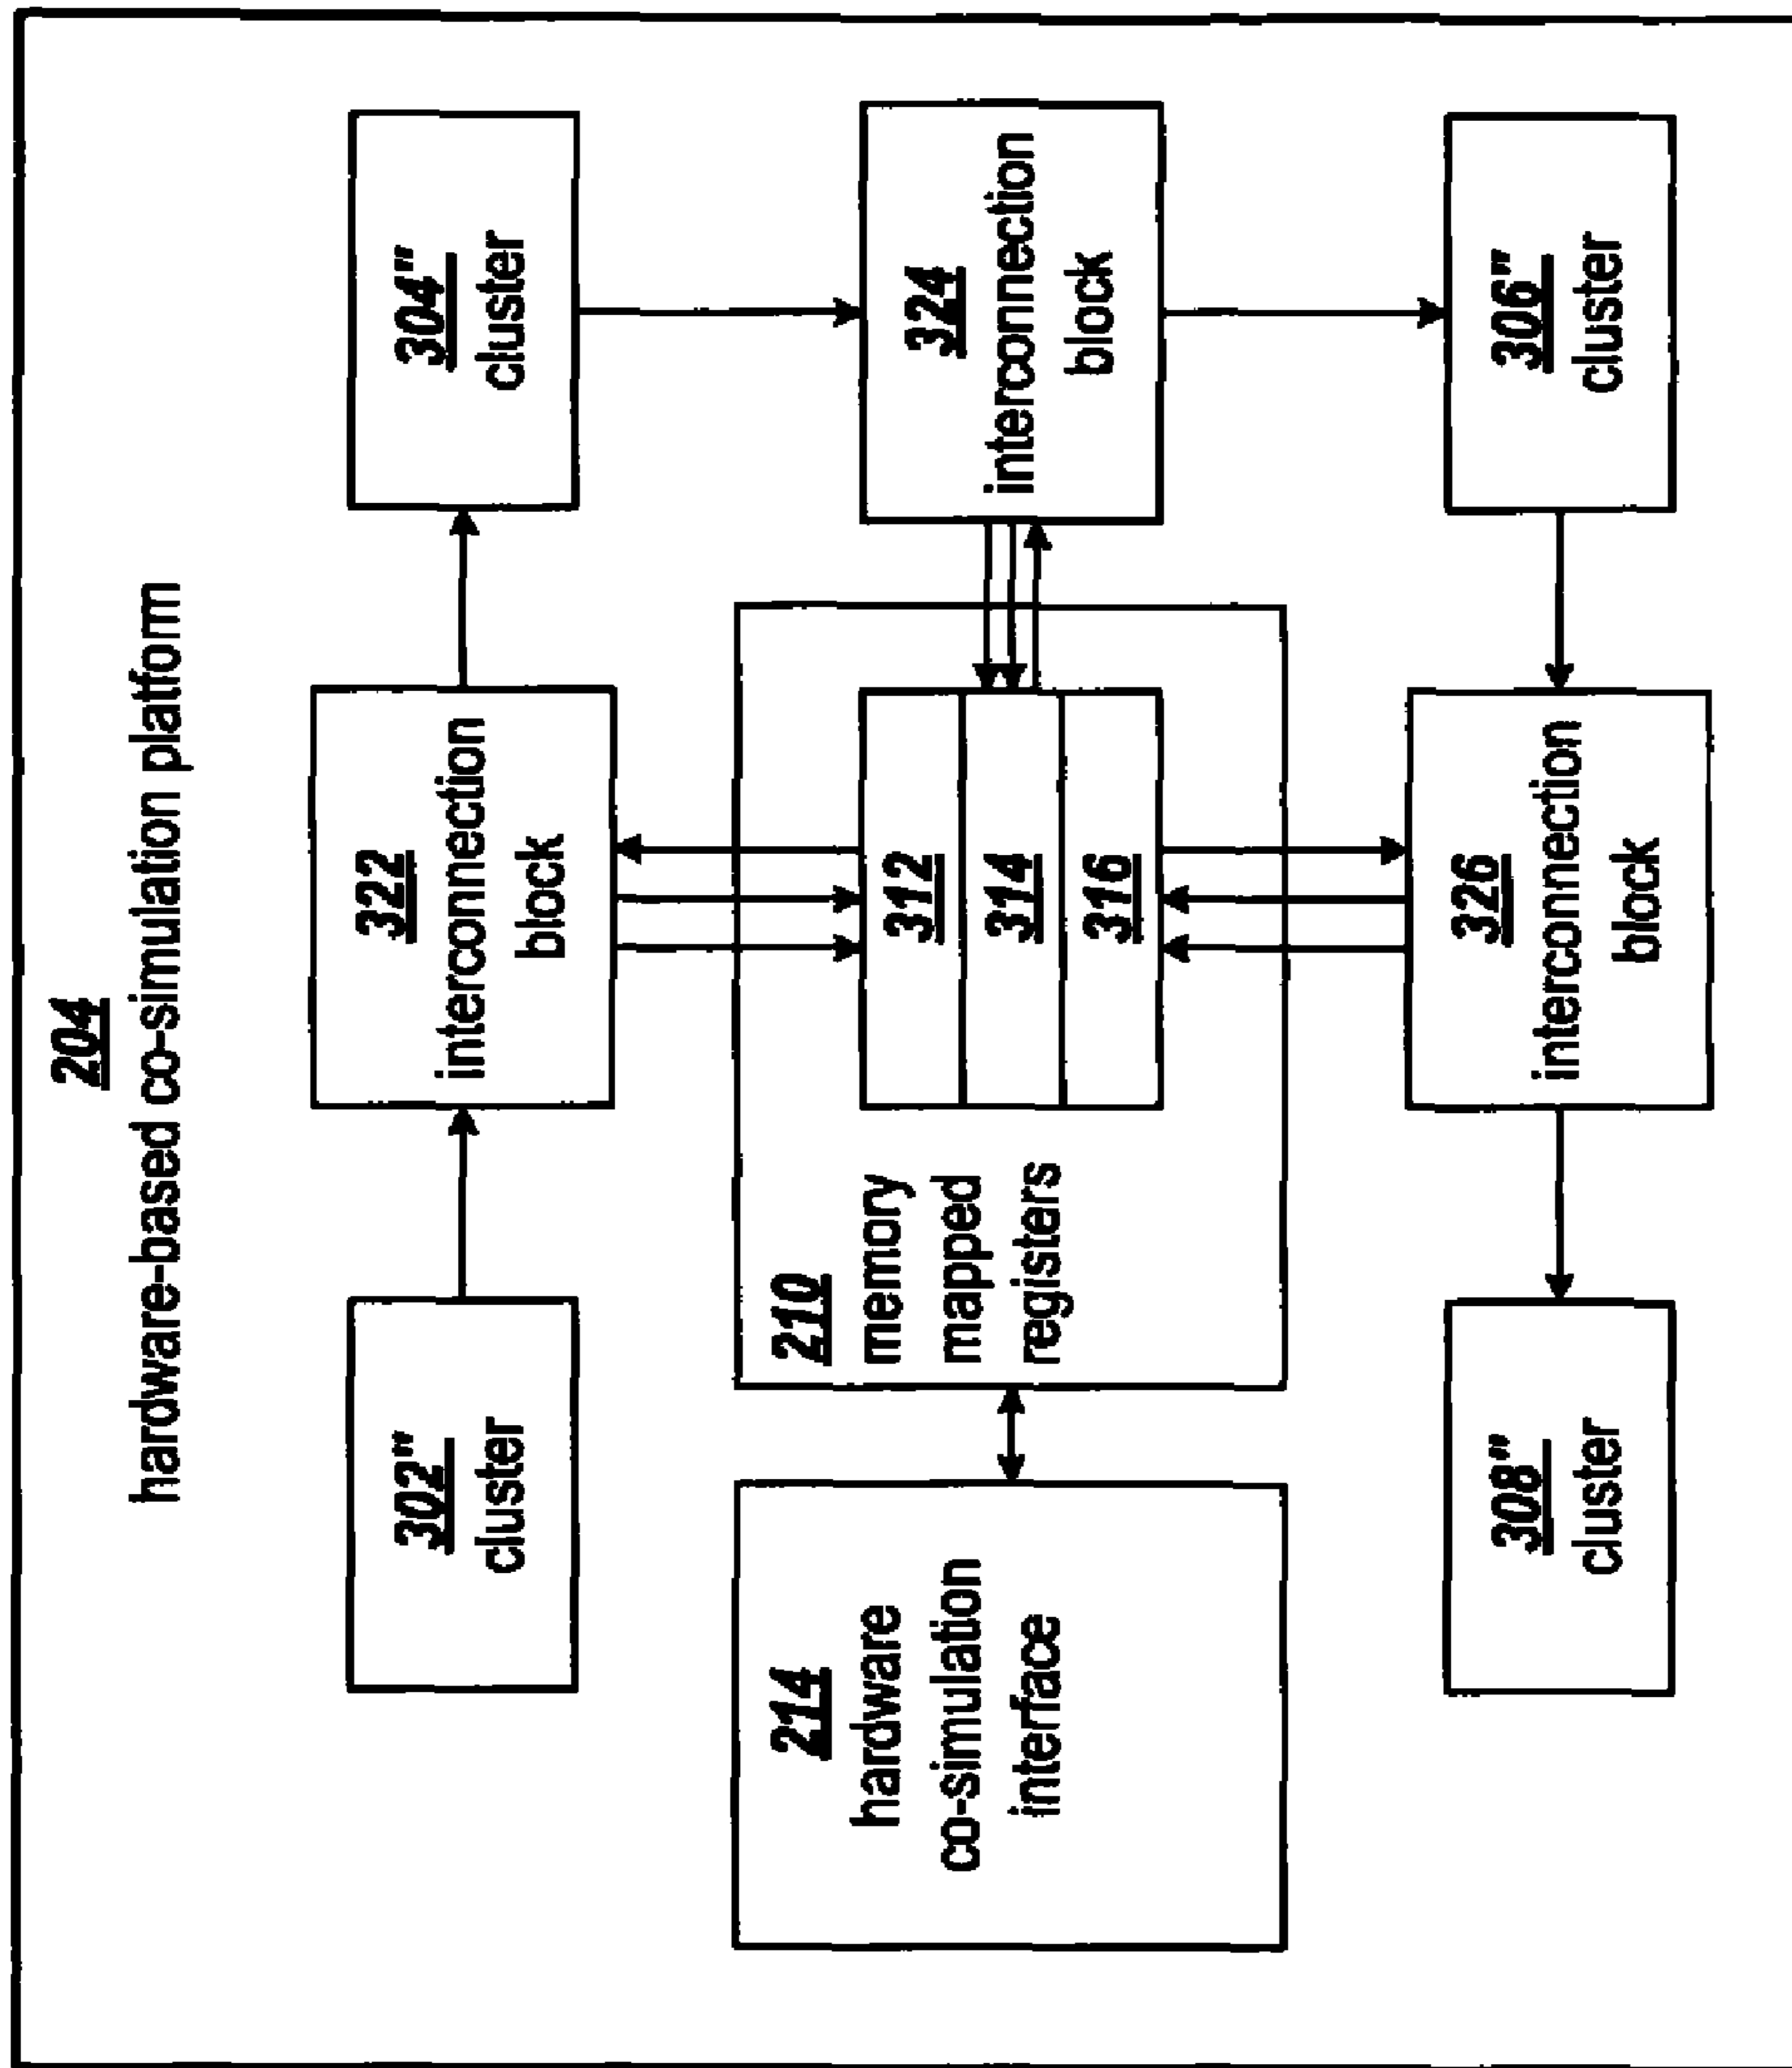 204
hardware-based co-simulation platform
302"
cluster
322
interconnection
block
304"
cluster
214
hardware
co-simulation
interface
210
memory
mapped
registers
312
314
316
324
interconnection
block
308"
cluster
326
interconnection
block
306"
cluster